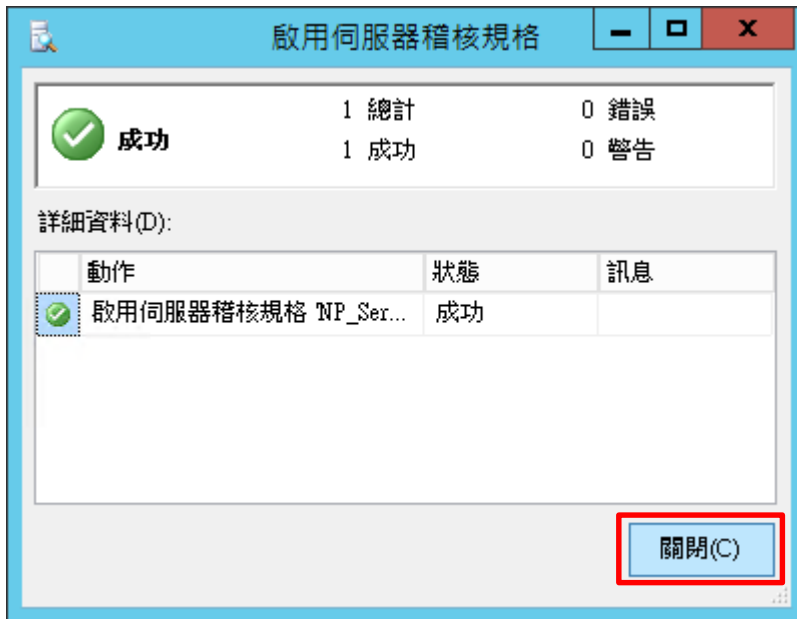 啟用伺服器稽核規格
成功
1 總計
0 錯誤
1 成功
0 警告
詳細資料(D):
動作 狀態 訊息
啟用伺服器稽核規格 'NP_Ser... 成功
關閉(C)